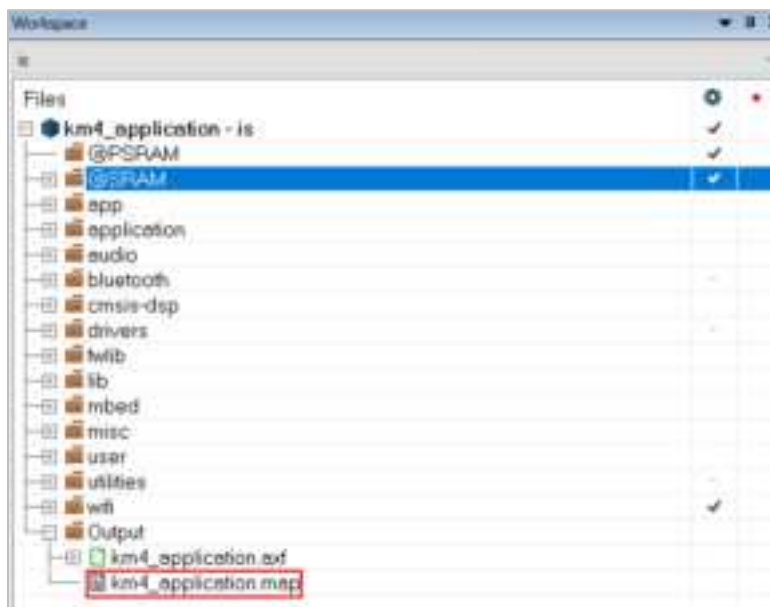 Workspace
Files
km4_application - is
@PSRAM
@SRAM
app
application
audio
bluetooth
cmsis-dsp
drivers
fwlib
lib
mbed
misc
user
utilities
wifi
Output
km4_application.axf
km4_application.map